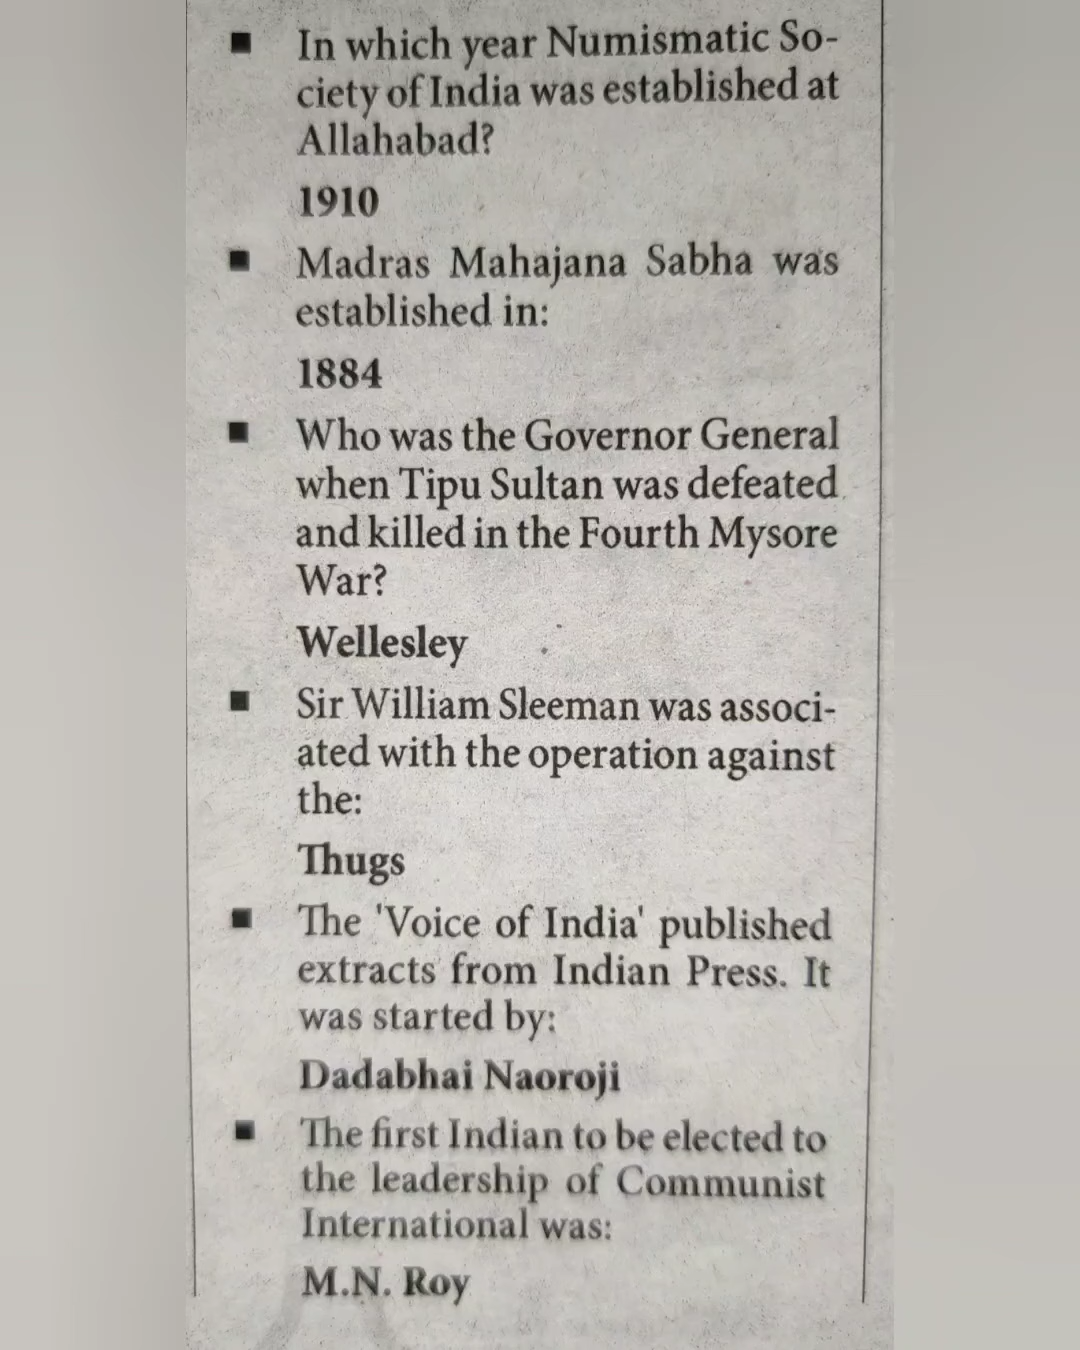 ▪ In which year Numismatic So-
ciety of India was established at
Allahabad?
1910
▪ Madras Mahajana Sabha was
established in:
1884
▪ Who was the Governor General
when Tipu Sultan was defeated
and killed in the Fourth Mysore
War?
Wellesley
▪ Sir William Sleeman was associ-
ated with the operation against
the:
Thugs
▪ The 'Voice of India' published
extracts from Indian Press. It
was started by:
Dadabhai Naoroji
▪ The first Indian to be elected to
the leadership of Communist
International was:
M.N. Roy